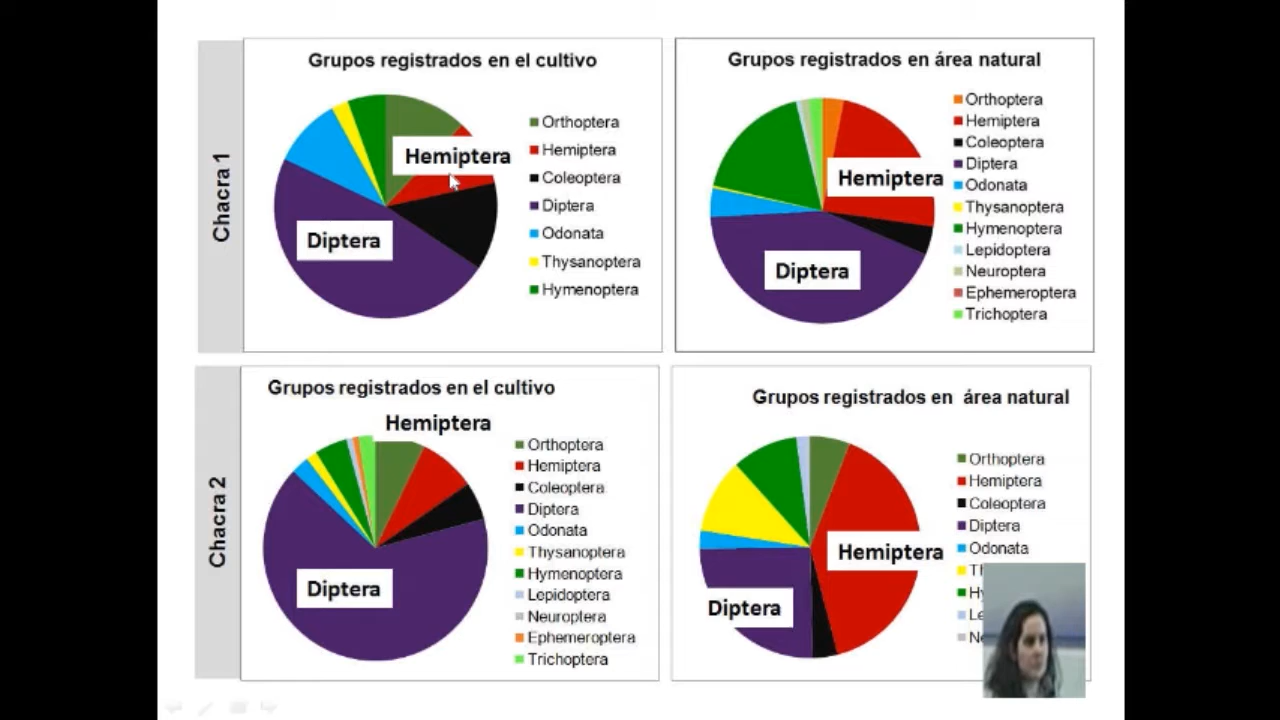 Chacra 1
Grupos registrados en el cultivo
Hemiptera
Diptera
Orthoptera
Hemiptera
Coleoptera
Diptera
Odonata
Thysanoptera
Hymenoptera
Grupos registrados en área natural
Hemiptera
Diptera
Orthoptera
Hemiptera
Coleoptera
Diptera
Odonata
Thysanoptera
Hymenoptera
Lepidoptera
Neuroptera
Ephemeroptera
Trichoptera
Chacra 2
Grupos registrados en el cultivo
Hemiptera
Diptera
Orthoptera
Hemiptera
Coleoptera
Diptera
Odonata
Thysanoptera
Hymenoptera
Lepidoptera
Neuroptera
Ephemeroptera
Trichoptera
Grupos registrados en área natural
Hemiptera
Diptera
Orthoptera
Hemiptera
Coleoptera
Diptera
Odonata